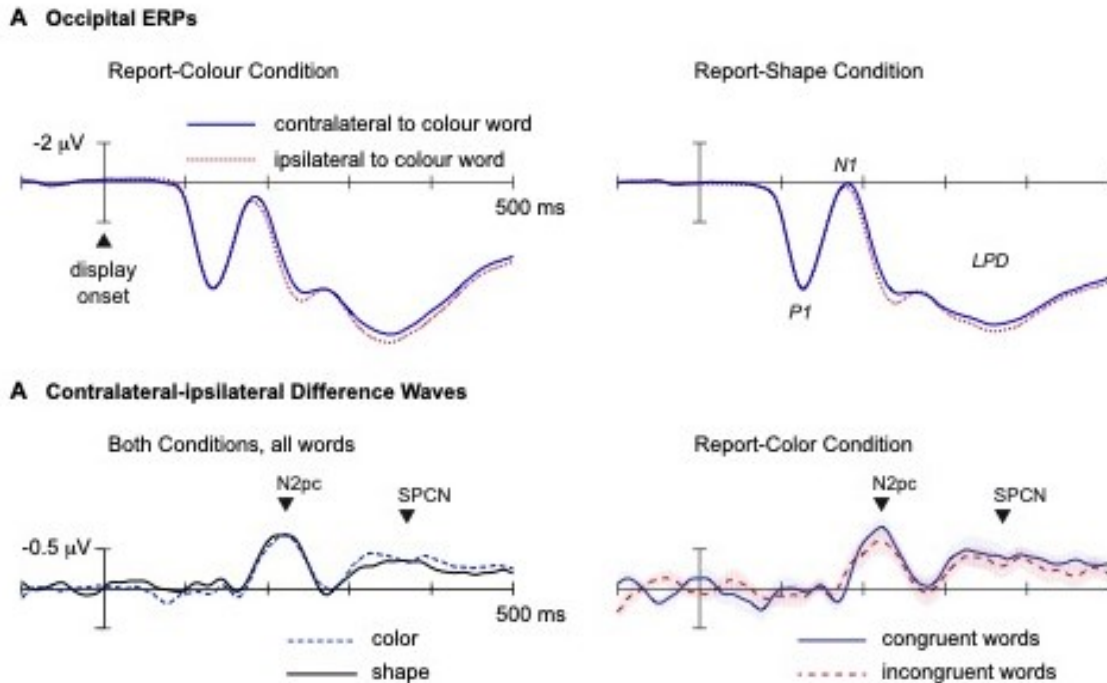 A Occipital ERPs
Report-Colour Condition
Report-Shape Condition
contralateral to colour word
-2 μV
ipsilateral to colour word
N1
500 ms
display
onset
LPD
P1
A Contralateral-ipsilateral Difference Waves
Both Conditions, all words
Report-Color Condition
N2pc
SPCN
N2pc
SPCN
-0.5 μV
500 ms
color
shape
congruent words
incongruent words